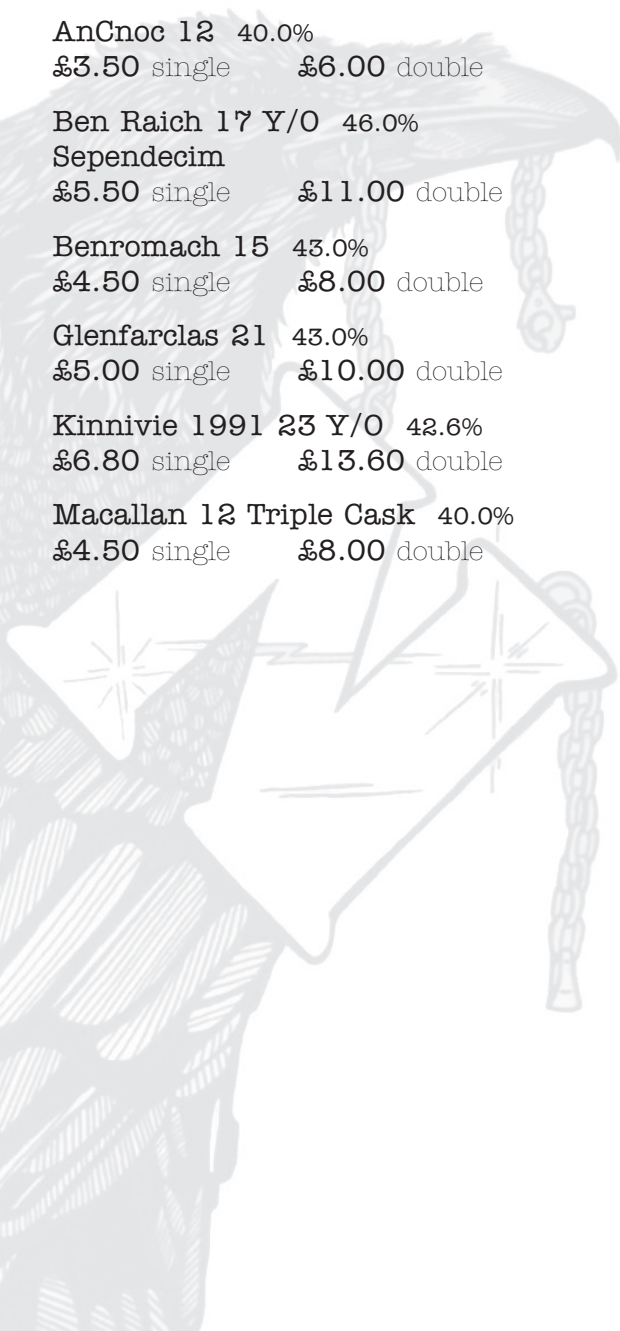 AnCnoc 12 40.0%
£3.50 single £6.00 double
Ben Raich 17 Y/O 46.0%
Sependecim
£5.50 single £11.00 double
Benromach 15 43.0%
£4.50 single £8.00 double
Glenfarclas 21 43.0%
£5.00 single £10.00 double
Kinnivie 1991 23 Y/O 42.6%
£6.80 single £13.60 double
Macallan 12 Triple Cask 40.0%
£4.50 single £8.00 double